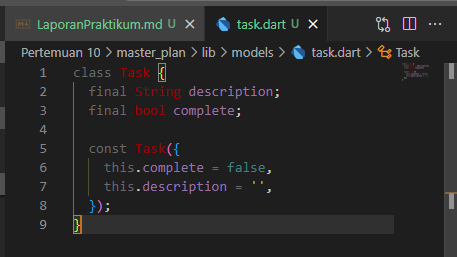 LaporanPraktikum.md U
task.dart U
Pertemuan 10 > master_plan > lib > models > task.dart > Task
1 class Task {
2   final String description;
3   final bool complete;
4
5   const Task({
6     this.complete = false,
7     this.description = '',
8   });
9 }